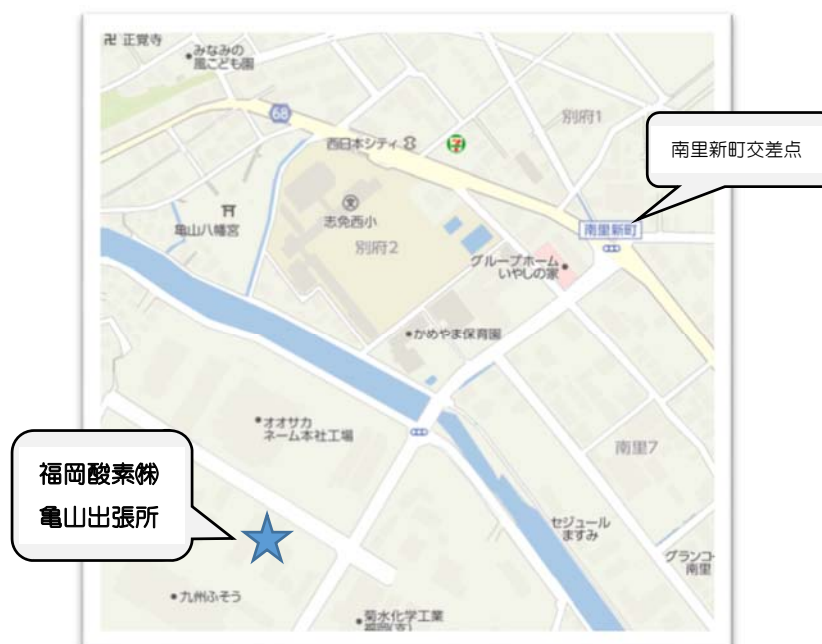 卍 正覚寺
みなみの
風こども園
68
別府1
西日本シティ
7
南里新町交差点
亀山八幡宮
文
志免西小
別府2
南里新町
グループホーム
いやしの家
かめやま保育園
オオサカ
ネーム本社工場
南里7
福岡酸素㈱
亀山出張所
セジュール
ますみ
グランコー
南里
九州ふそう
菊水化学工業
福岡(支)